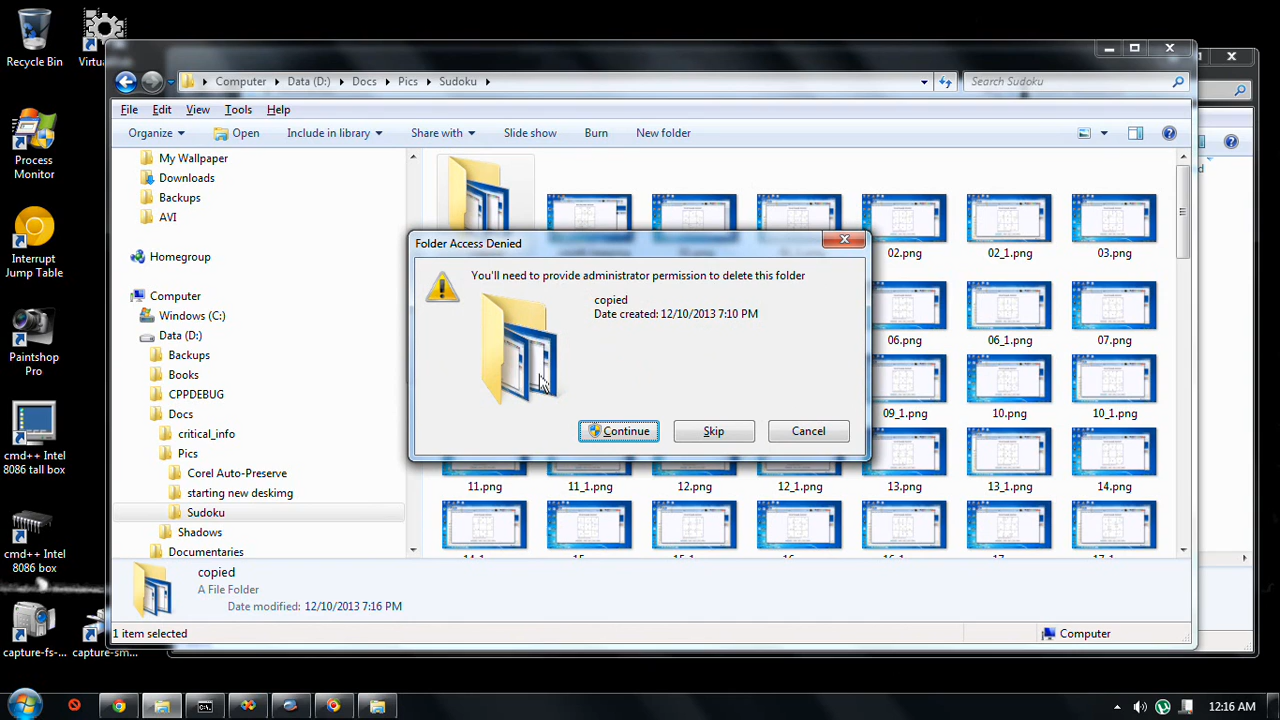 Recycle Bin
Virtu
Process
Monitor
Interrupt
Jump Table
Paintshop
Pro
cmd++ Intel
8086 tall box
cmd++ Intel
8086 box
capture-fs-...
capture-sm...
Computer Data (D:) Docs Pics Sudoku
Search Sudoku
File Edit View Tools Help
Organize Open Include in library Share with Slide show Burn New folder
My Wallpaper
Downloads
Backups
AVI
Homegroup
Computer
Windows (C:)
Data (D:)
Backups
Books
CPPDEBUG
Docs
critical_info
Pics
Corel Auto-Preserve
starting new deskimg
Sudoku
Shadows
Documentaries
02.png 02_1.png 03.png
06.png 06_1.png 07.png
09_1.png 10.png 10_1.png
11.png 11_1.png 12.png 12_1.png 13.png 13_1.png 14.png
Folder Access Denied
You'll need to provide administrator permission to delete this folder
copied
Date created: 12/10/2013 7:10 PM
Continue Skip Cancel
copied
A File Folder
Date modified: 12/10/2013 7:16 PM
1 item selected
Computer
12:16 AM